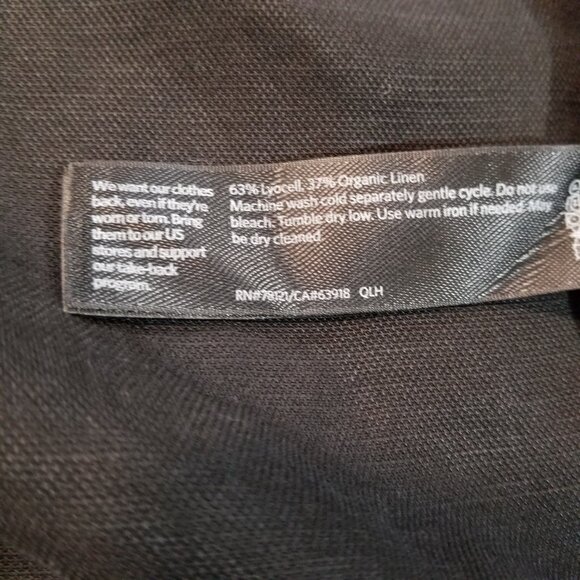 We want our clothes
back, even if they're
worn or torn. Bring
them to our US
stores and support
our take-back
program.
63% Lyocell. 37% Organic Linen
Machine wash cold separately gentle cycle. Do not use
bleach. Tumble dry low. Use warm iron if needed. May
be dry cleaned
RN#79121/CA#63918 QLH